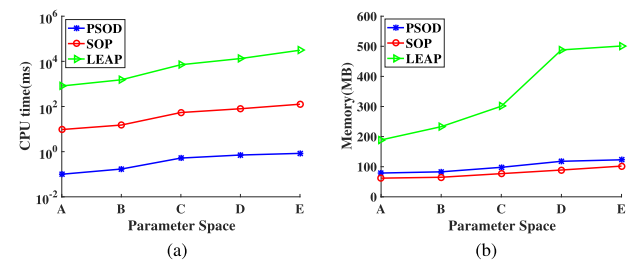 10^6
10^4
10^2
10^0
10^-2
CPU time(ms)
PSOD
SOP
LEAP
A B C D E
Parameter Space
(a)
600
500
400
300
200
100
0
Memory(MB)
PSOD
SOP
LEAP
A B C D E
Parameter Space
(b)